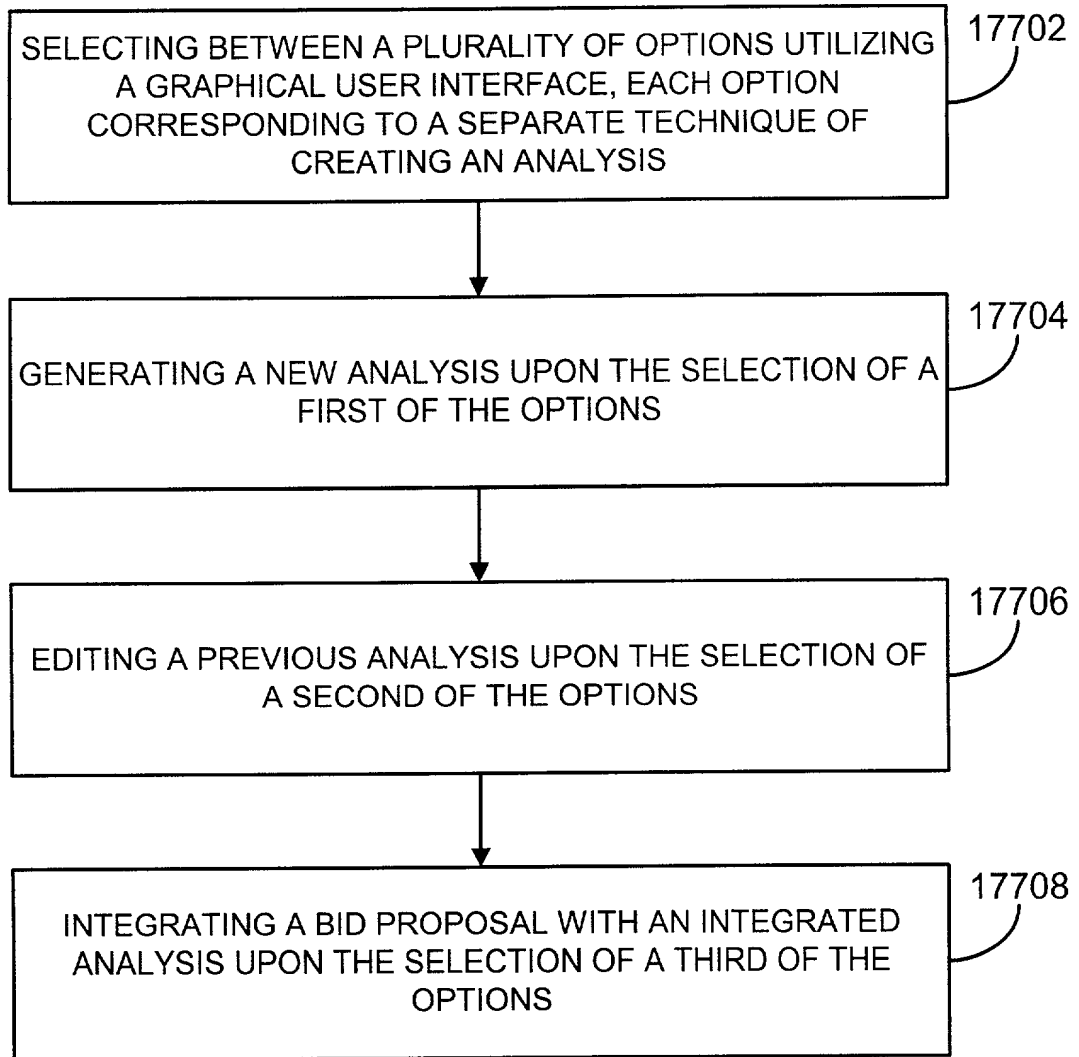 SELECTING BETWEEN A PLURALITY OF OPTIONS UTILIZING
A GRAPHICAL USER INTERFACE, EACH OPTION
CORRESPONDING TO A SEPARATE TECHNIQUE OF
CREATING AN ANALYSIS
17702
GENERATING A NEW ANALYSIS UPON THE SELECTION OF A
FIRST OF THE OPTIONS
17704
EDITING A PREVIOUS ANALYSIS UPON THE SELECTION OF
A SECOND OF THE OPTIONS
17706
INTEGRATING A BID PROPOSAL WITH AN INTEGRATED
ANALYSIS UPON THE SELECTION OF A THIRD OF THE
OPTIONS
17708